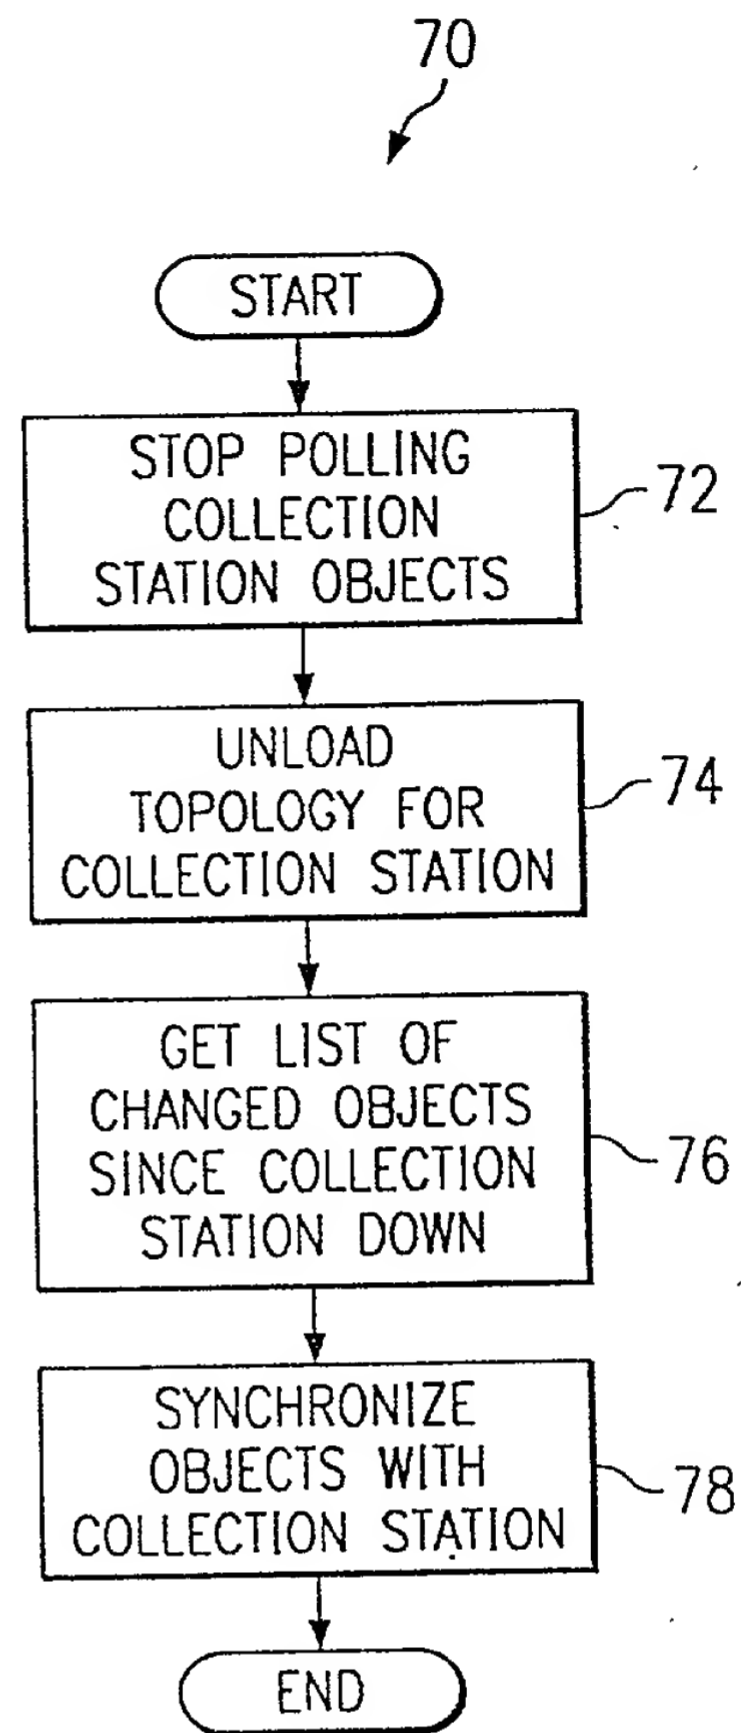 70
START
STOP POLLING
COLLECTION
STATION OBJECTS
72
UNLOAD
TOPOLOGY FOR
COLLECTION STATION
74
GET LIST OF
CHANGED OBJECTS
SINCE COLLECTION
STATION DOWN
76
SYNCHRONIZE
OBJECTS WITH
COLLECTION STATION
78
END